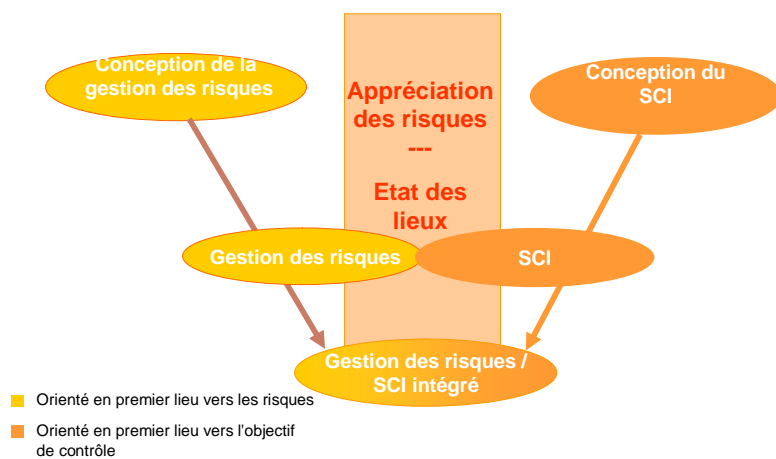 Conception de la
gestion des risques
Appréciation
des risques
---
Etat des
lieux
Conception du
SCI
Gestion des risques
SCI
Gestion des risques /
SCI intégré
Orienté en premier lieu vers les risques
Orienté en premier lieu vers l'objectif
de contrôle